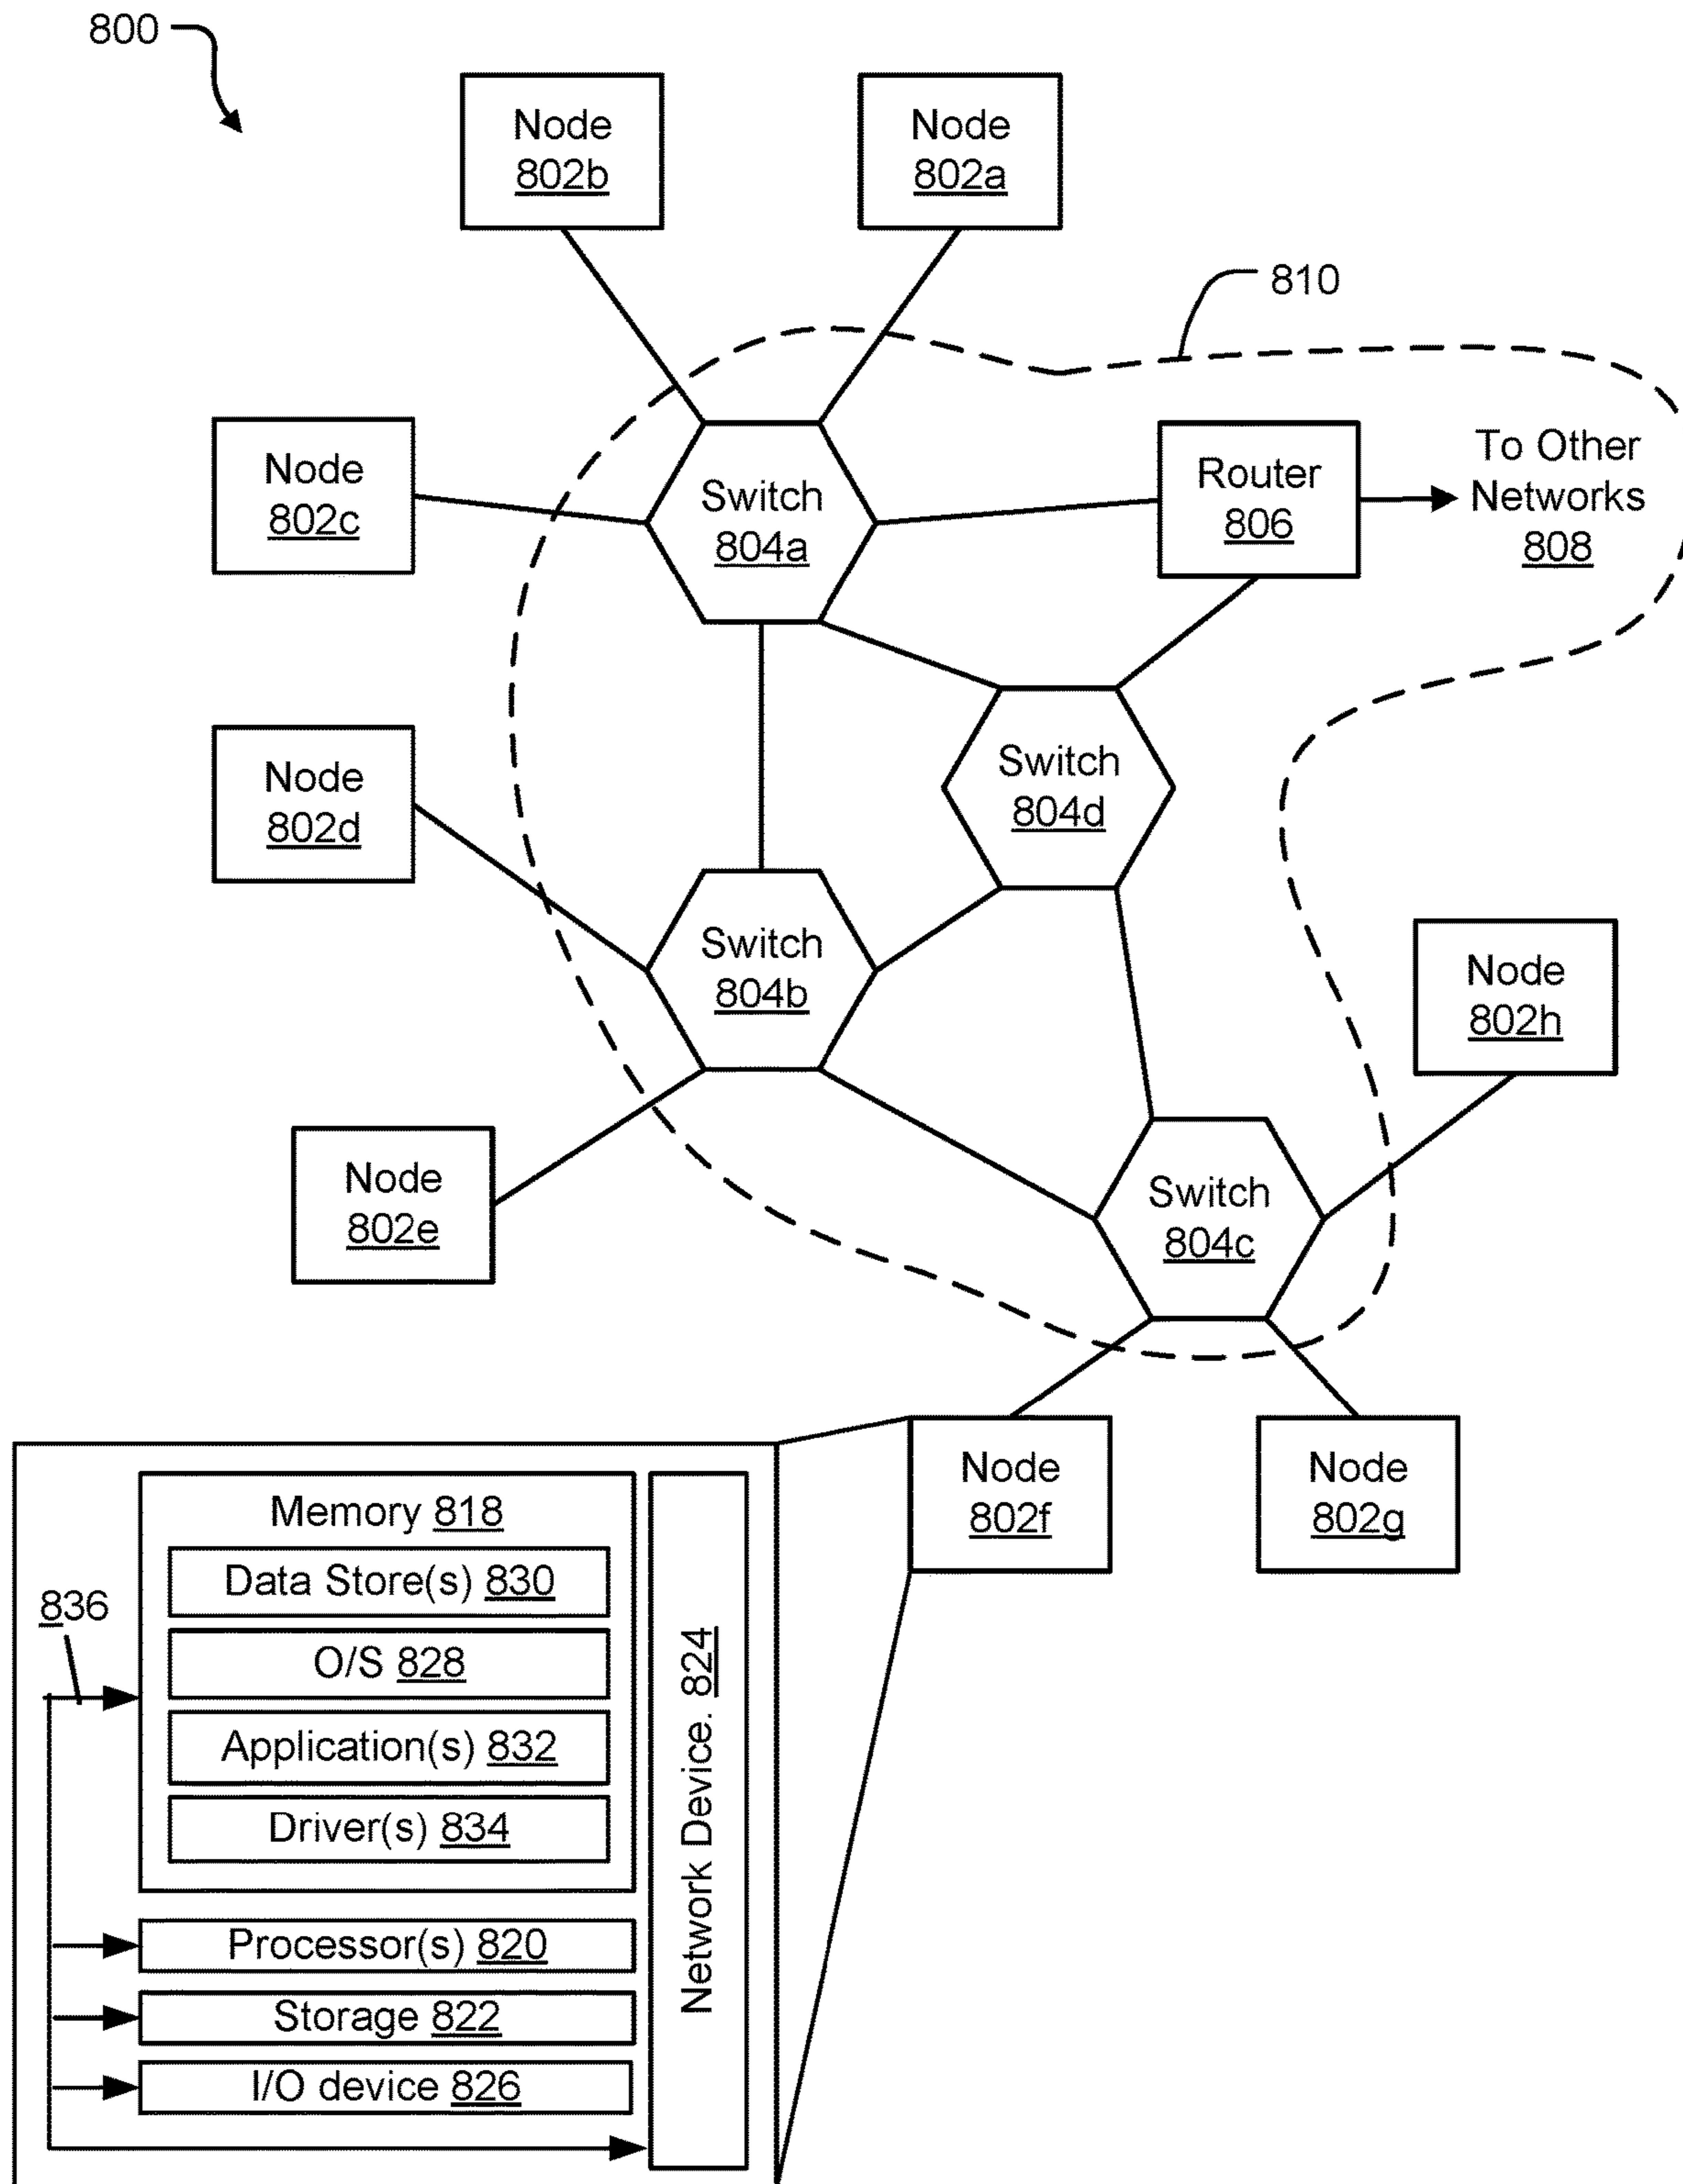 800
Node
802b
Node
802a
810
Node
802c
Switch
804a
Router
806
To Other
Networks
808
Node
802d
Switch
804d
Switch
804b
Node
802h
Node
802e
Switch
804c
Node
802f
Node
802g
Memory 818
Data Store(s) 830
836
O/S 828
Application(s) 832
Driver(s) 834
Processor(s) 820
Storage 822
I/O device 826
Network Device. 824